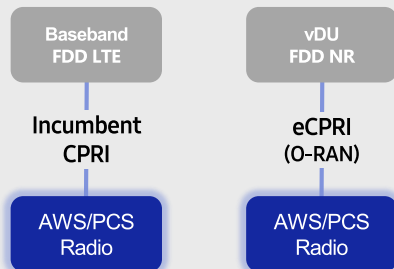 Baseband
FDD LTE
Incumbent
CPRI
AWS/PCS
Radio
vDU
FDD NR
eCPRI
(O-RAN)
AWS/PCS
Radio